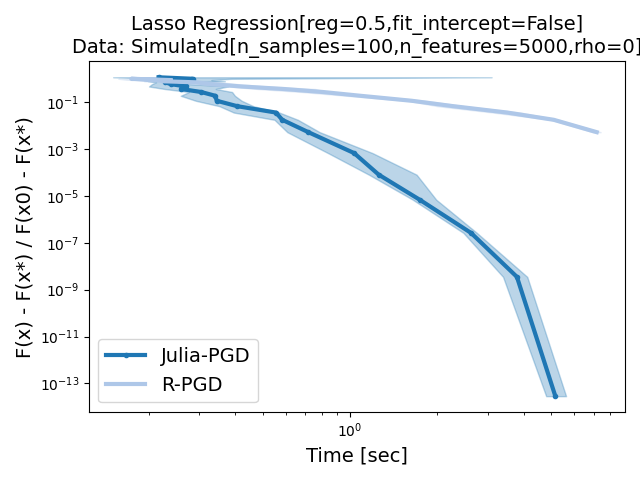 Lasso Regression[reg=0.5,fit_intercept=False]
Data: Simulated[n_samples=100,n_features=5000,rho=0]
F(x) - F(x*) / F(x0) - F(x*)
10⁻¹
10⁻³
10⁻⁵
10⁻⁷
10⁻⁹
10⁻¹¹
10⁻¹³
Julia-PGD
R-PGD
10⁰
Time [sec]